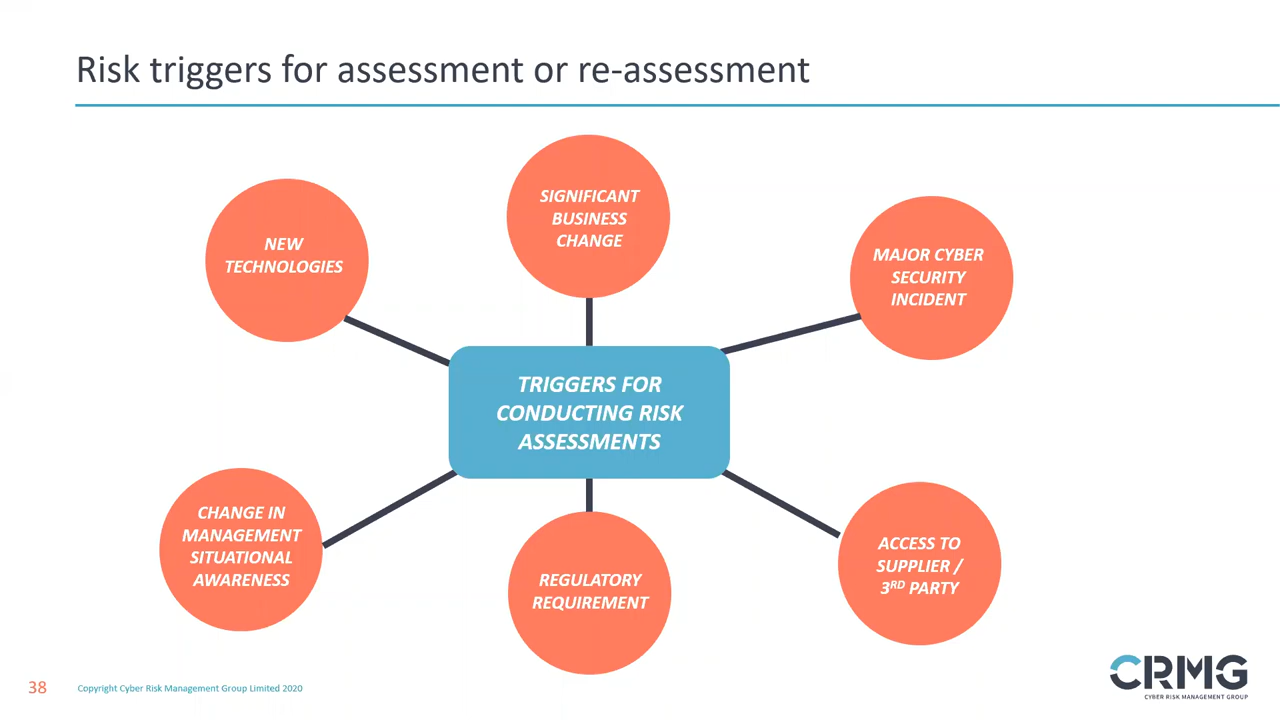 Risk triggers for assessment or re-assessment
NEW
TECHNOLOGIES
SIGNIFICANT
BUSINESS
CHANGE
MAJOR CYBER
SECURITY
INCIDENT
TRIGGERS FOR
CONDUCTING RISK
ASSESSMENTS
CHANGE IN
MANAGEMENT
SITUATIONAL
AWARENESS
REGULATORY
REQUIREMENT
ACCESS TO
SUPPLIER /
3RD PARTY
38
Copyright Cyber Risk Management Group Limited 2020
CRMG
CYBER RISK MANAGEMENT GROUP